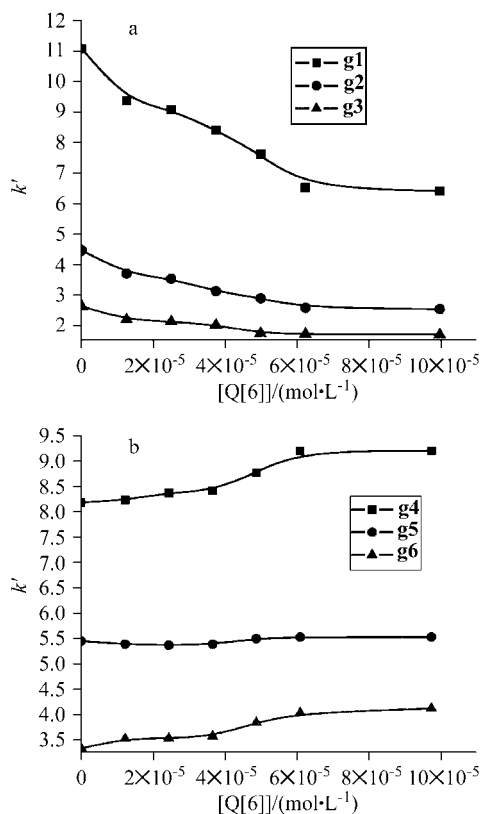 a
12
11
10
9
8
7
6
5
4
3
2
k′
g1
g2
g3
0 2×10⁻⁵ 4×10⁻⁵ 6×10⁻⁵ 8×10⁻⁵ 10×10⁻⁵
[Q[6]]/(mol·L⁻¹)
b
9.5
9.0
8.5
8.0
7.5
7.0
6.5
6.0
5.5
5.0
4.5
4.0
3.5
k′
g4
g5
g6
0 2×10⁻⁵ 4×10⁻⁵ 6×10⁻⁵ 8×10⁻⁵ 10×10⁻⁵
[Q[6]]/(mol·L⁻¹)